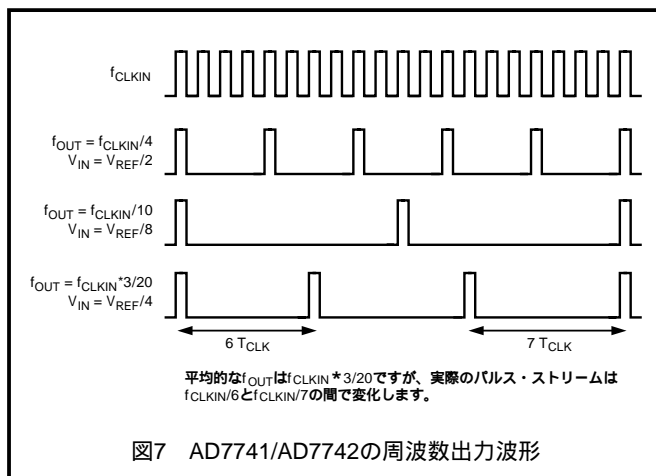 fCLKIN
fOUT = fCLKIN/4
VIN = VREF/2
fOUT = fCLKIN/10
VIN = VREF/8
fOUT = fCLKIN*3/20
VIN = VREF/4
6 TCLK
7 TCLK
平均的なfOUTはfCLKIN*3/20ですが、実際のパルス・ストリームは
fCLKIN/6とfCLKIN/7の間で変化します。
図7 AD7741/AD7742の周波数出力波形